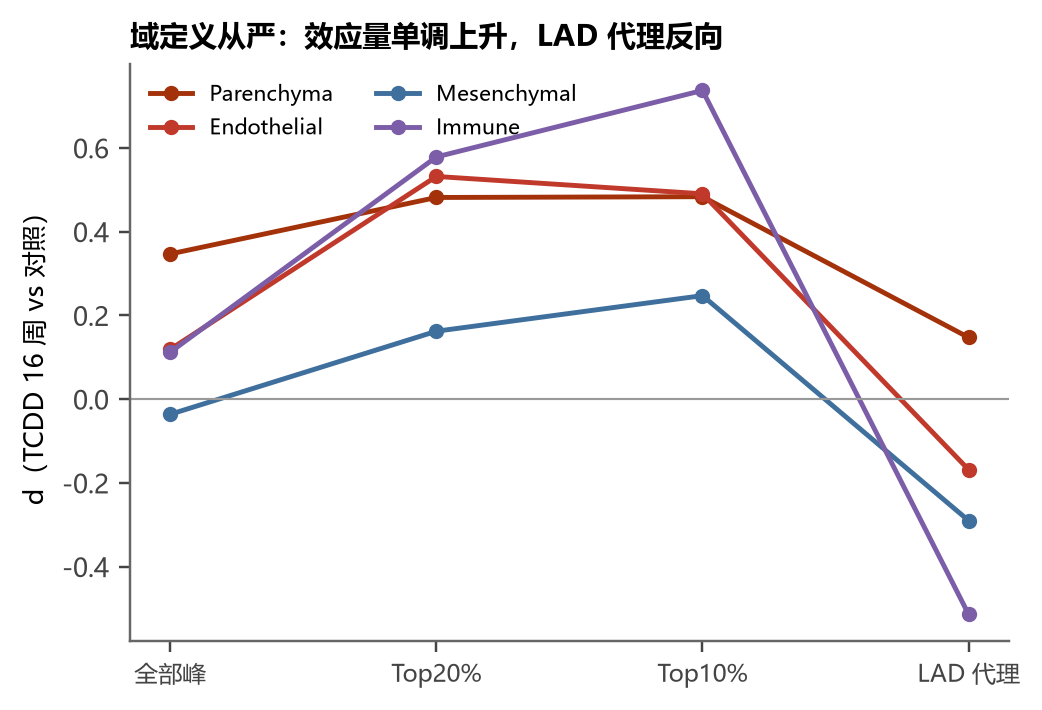 域定义从严：效应量单调上升，LAD 代理反向
Parenchyma
Endothelial
Mesenchymal
Immune
d（TCDD 16 周 vs 对照）
0.6
0.4
0.2
0.0
-0.2
-0.4
全部峰
Top20%
Top10%
LAD 代理